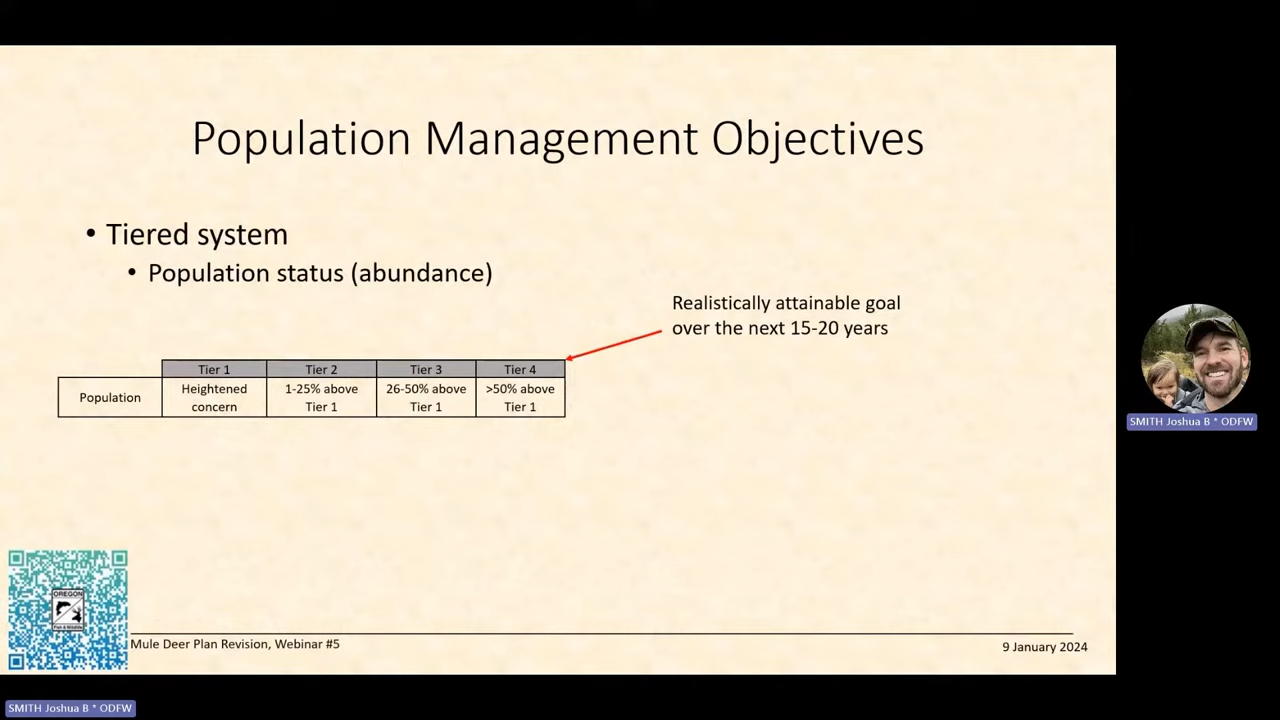 Population Management Objectives
• Tiered system
• Population status (abundance)
Realistically attainable goal
over the next 15-20 years
Tier 1 Tier 2 Tier 3 Tier 4
Population
Heightened
concern
1-25% above
Tier 1
26-50% above
Tier 1
>50% above
Tier 1
SMITH Joshua B * ODFW
OREGON
Fish & Wildlife
Mule Deer Plan Revision, Webinar #5
9 January 2024
SMITH Joshua B * ODFW